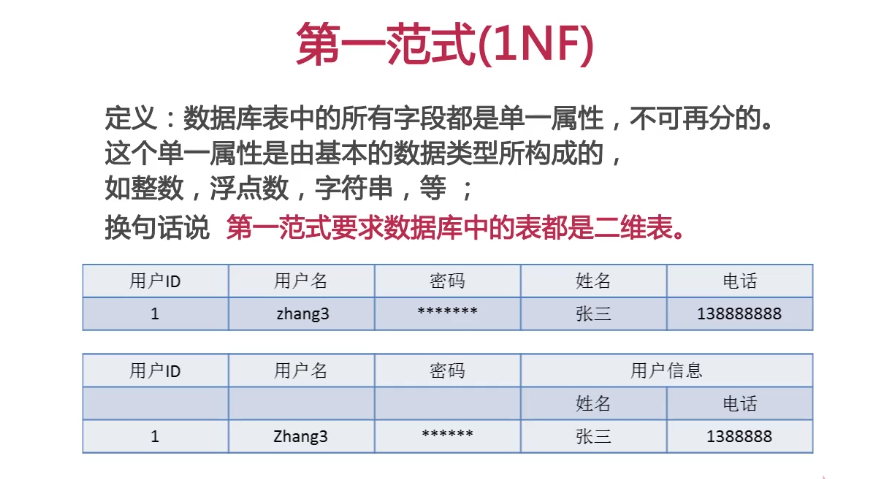 第一范式(1NF)
定义：数据库表中的所有字段都是单一属性，不可再分的。
这个单一属性是由基本的数据类型所构成的，
如整数，浮点数，字符串，等 ；
换句话说 第一范式要求数据库中的表都是二维表。
用户ID 用户名 密码 姓名 电话
1 zhang3 ******* 张三 138888888
用户ID 用户名 密码 用户信息
姓名 电话
1 Zhang3 ****** 张三 1388888